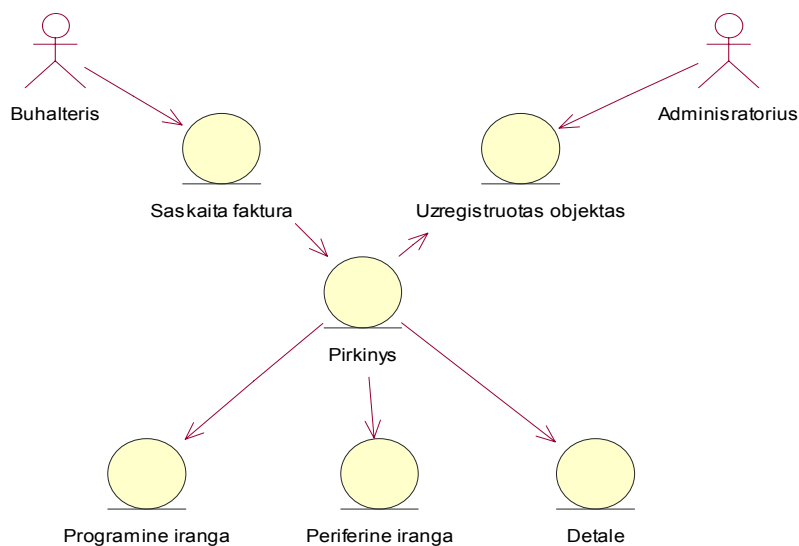 Buhalteris
Adminisratorius
Saskaita faktura
Uzregistruotas objektas
Pirkinys
Programine iranga
Periferine iranga
Detale